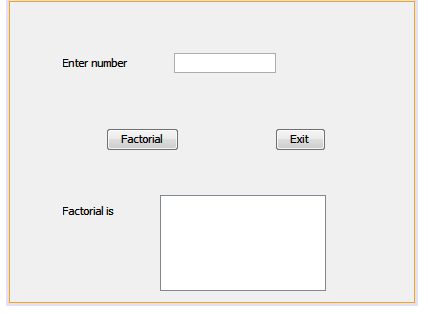 Enter number
Factorial
Exit
Factorial is